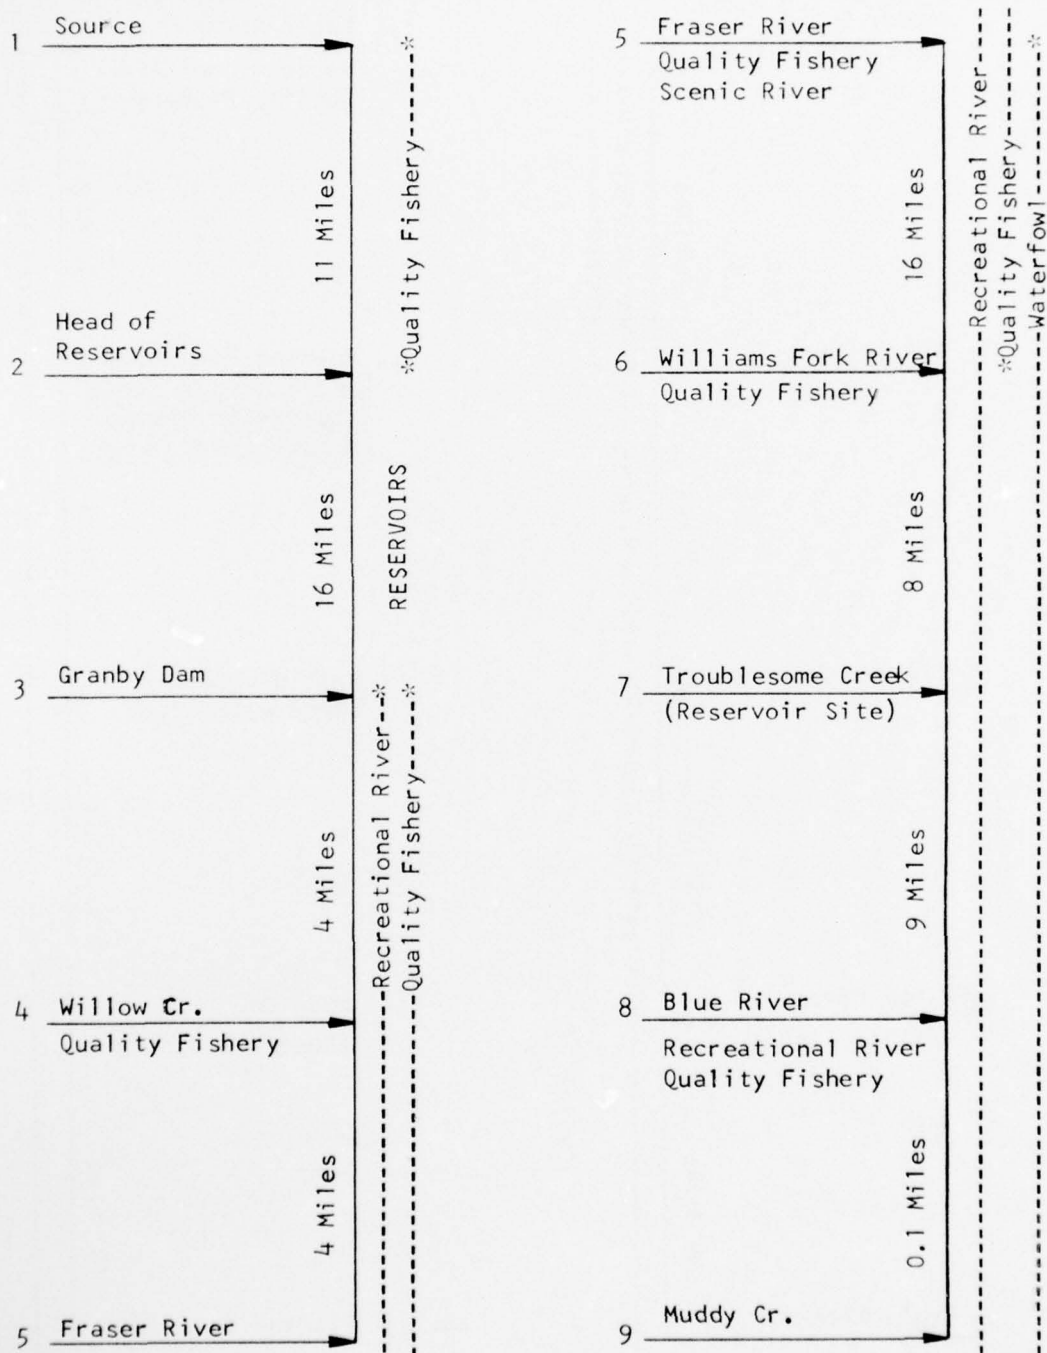 1 Source
11 Miles
*Quality Fishery-----*
Head of
2 Reservoirs
16 Miles
RESERVOIRS
3 Granby Dam
4 Miles
Recreational River--*
Quality Fishery----*
4 Willow Cr.
Quality Fishery
4 Miles
5 Fraser River
5 Fraser River
Quality Fishery
Scenic River
16 Miles
Recreational River
*Quality Fishery
Waterfowl-------*
6 Williams Fork River
Quality Fishery
8 Miles
7 Troublesome Creek
(Reservoir Site)
9 Miles
8 Blue River
Recreational River
Quality Fishery
0.1 Miles
9 Muddy Cr.